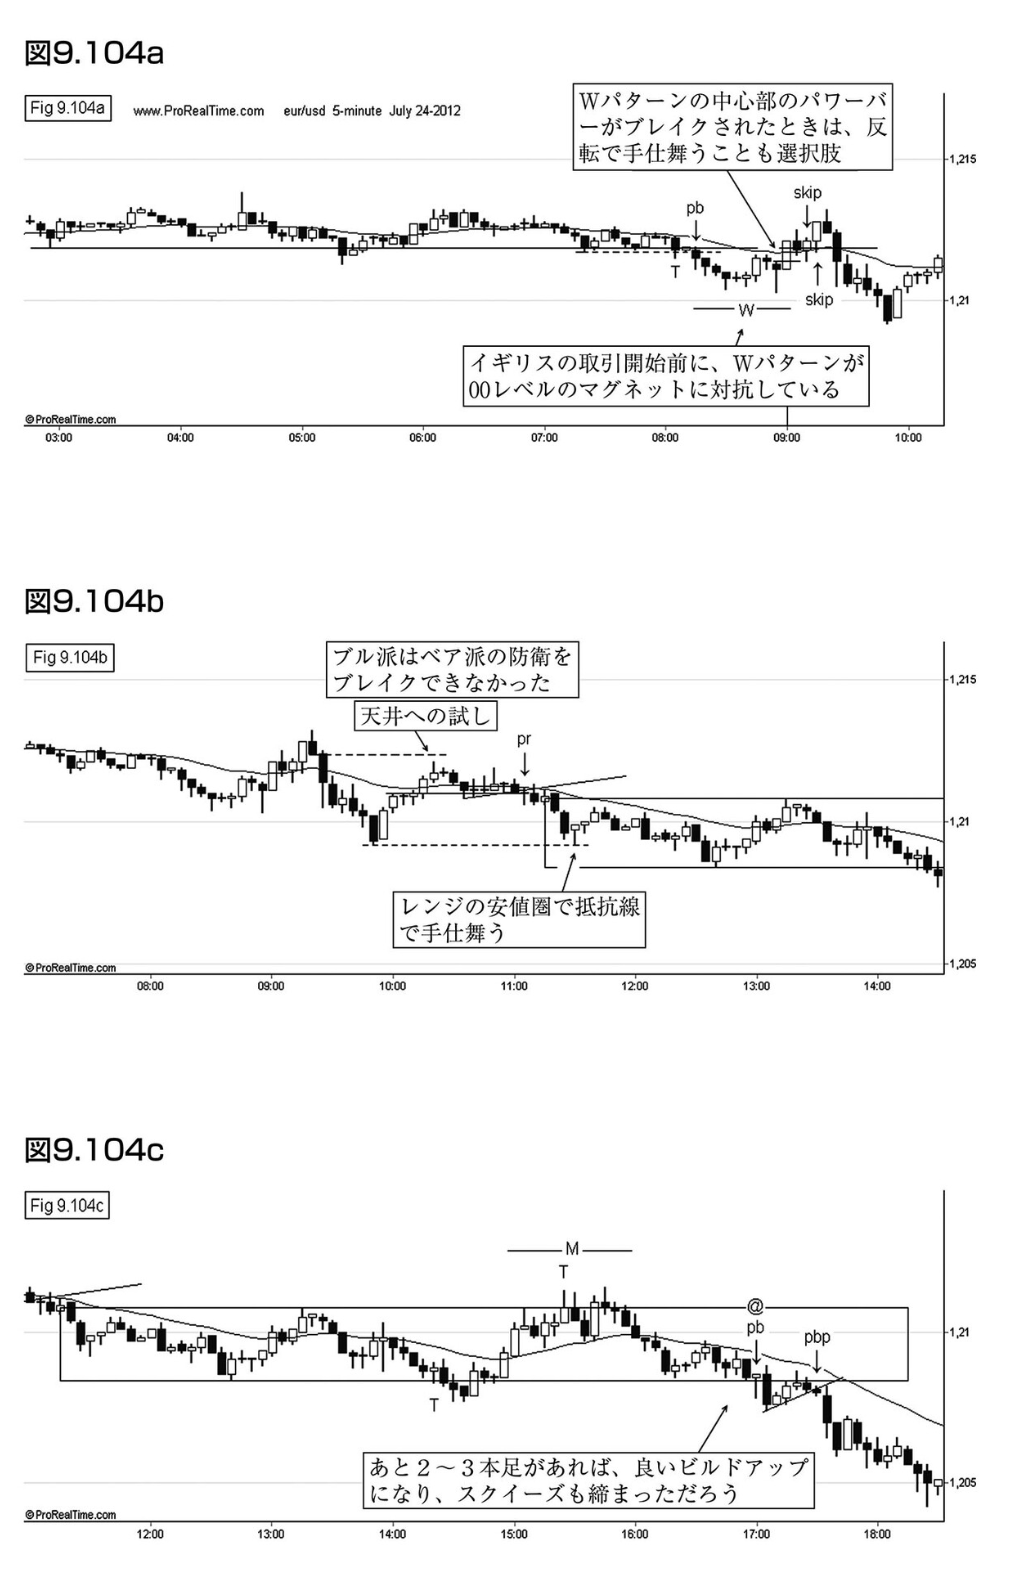 図9.104a
Fig 9.104a
www.ProRealTime.com eur/usd 5-minute July 24-2012
Wパターンの中心部のパワーバ
ーがブレイクされたときは、反
転で手仕舞うことも選択肢
1,215
pb
skip
T
W
skip
1,21
イギリスの取引開始前に、Wパターンが
00レベルのマグネットに対抗している
©ProRealTime.com
03:00 04:00 05:00 06:00 07:00 08:00 09:00 10:00
図9.104b
Fig 9.104b
ブル派はベア派の防衛を
ブレイクできなかった
天井への試し
1,215
pr
1,21
レンジの安値圏で抵抗線
で手仕舞う
©ProRealTime.com
1,205
08:00 09:00 10:00 11:00 12:00 13:00 14:00
図9.104c
Fig 9.104c
M
T
@
pb
pbp
1,21
T
あと2～3本足があれば、良いビルドアップ
になり、スクイーズも締まっただろう
1,205
©ProRealTime.com
12:00 13:00 14:00 15:00 16:00 17:00 18:00